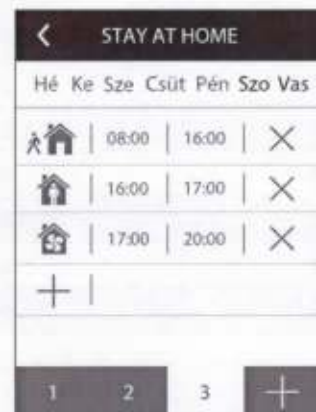 STAY AT HOME
Hé Ke Sze Csüt Pén Szo Vas
08:00 16:00
16:00 17:00
17:00 20:00
1 2 3